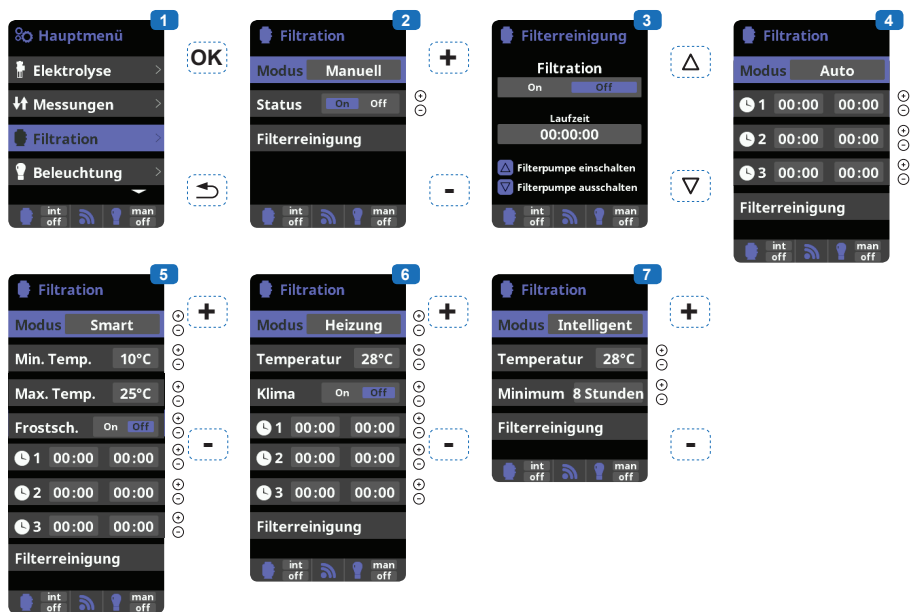 1
Hauptmenü
Elektrolyse
Messungen
Filtration
Beleuchtung
int
off
man
off
OK
2
Filtration
Modus Manuell
Status On Off
Filterreinigung
int
off
man
off
+
-
3
Filterreinigung
Filtration
On Off
Laufzeit
00:00:00
Filterpumpe einschalten
Filterpumpe ausschalten
int
off
man
off
4
Filtration
Modus Auto
1 00:00 00:00
2 00:00 00:00
3 00:00 00:00
Filterreinigung
int
off
man
off
5
Filtration
Modus Smart
Min. Temp. 10°C
Max. Temp. 25°C
Frostsch. On Off
1 00:00 00:00
2 00:00 00:00
3 00:00 00:00
Filterreinigung
int
off
man
off
+
-
6
Filtration
Modus Heizung
Temperatur 28°C
Klima On Off
1 00:00 00:00
2 00:00 00:00
3 00:00 00:00
Filterreinigung
int
off
man
off
+
-
7
Filtration
Modus Intelligent
Temperatur 28°C
Minimum 8 Stunden
Filterreinigung
int
off
man
off
+
-